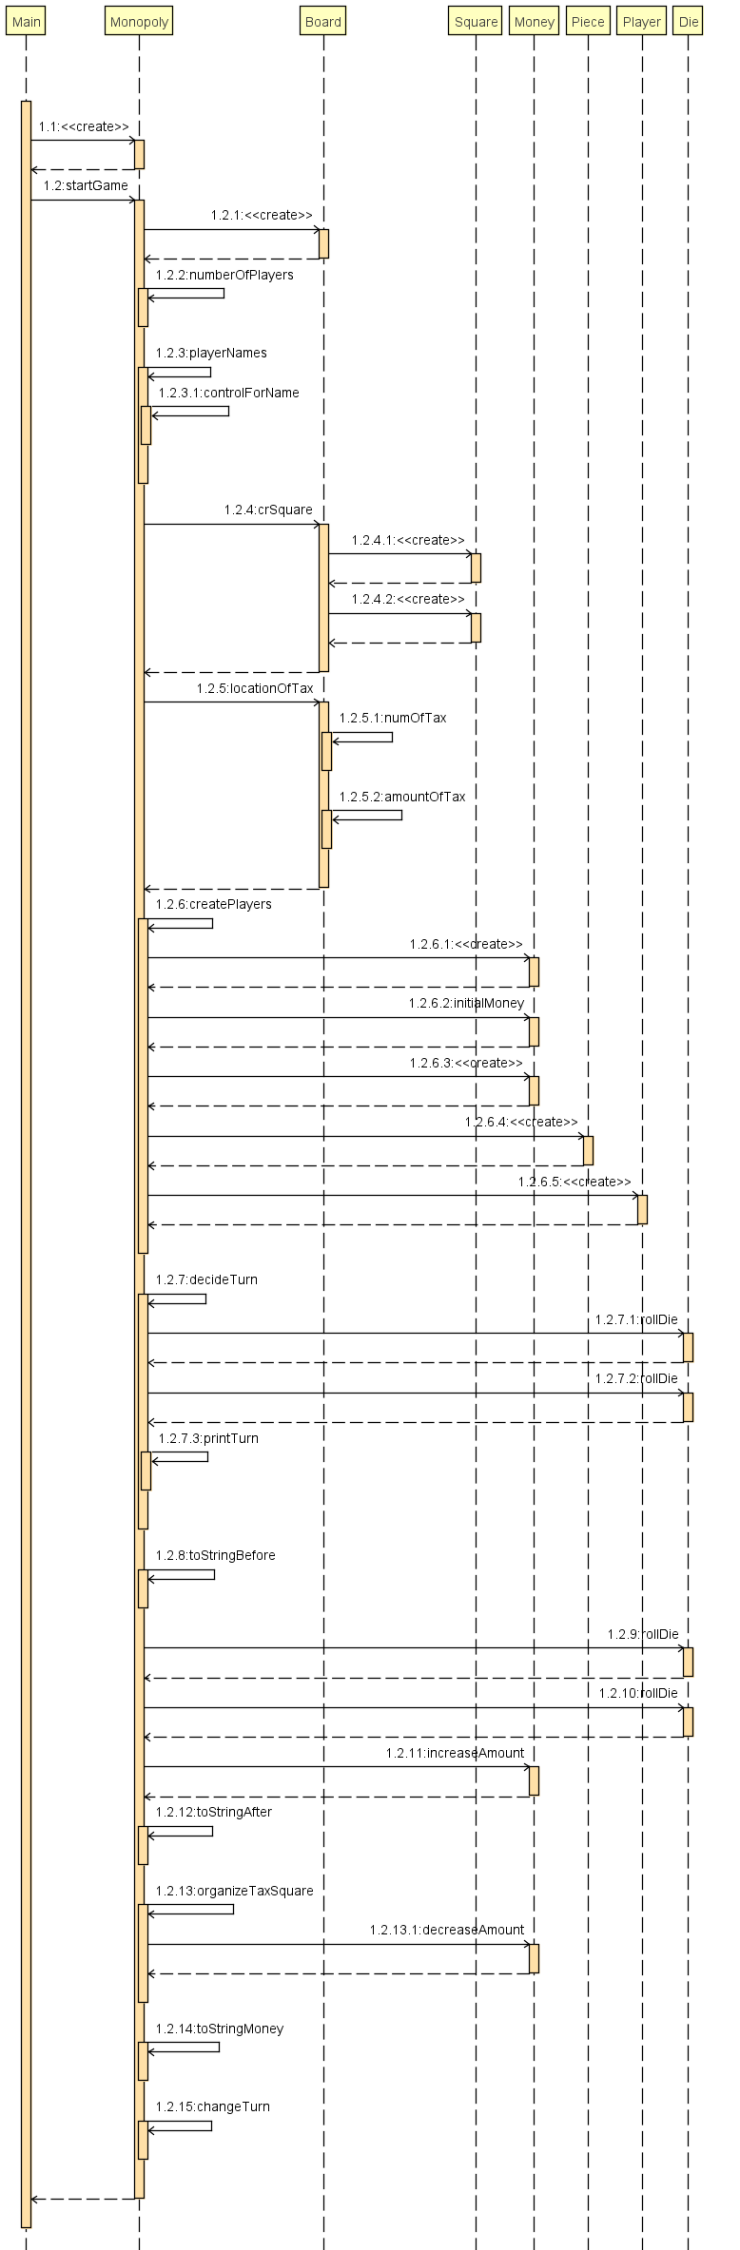 Main Monopoly Board Square Money Piece Player Die
1.1:<<create>>
1.2:startGame
1.2.1:<<create>>
1.2.2:numberOfPlayers
1.2.3:playerNames
1.2.3.1:controlForName
1.2.4:crSquare
1.2.4.1:<<create>>
1.2.4.2:<<create>>
1.2.5:locationOfTax
1.2.5.1:numOfTax
1.2.5.2:amountOfTax
1.2.6:createPlayers
1.2.6.1:<<create>>
1.2.6.2:initialMoney
1.2.6.3:<<create>>
1.2.6.4:<<create>>
1.2.6.5:<<create>>
1.2.7:decideTurn
1.2.7.1:rollDie
1.2.7.2:rollDie
1.2.7.3:printTurn
1.2.8:toStringBefore
1.2.9:rollDie
1.2.10:rollDie
1.2.11:increaseAmount
1.2.12:toStringAfter
1.2.13:organizeTaxSquare
1.2.13.1:decreaseAmount
1.2.14:toStringMoney
1.2.15:changeTurn